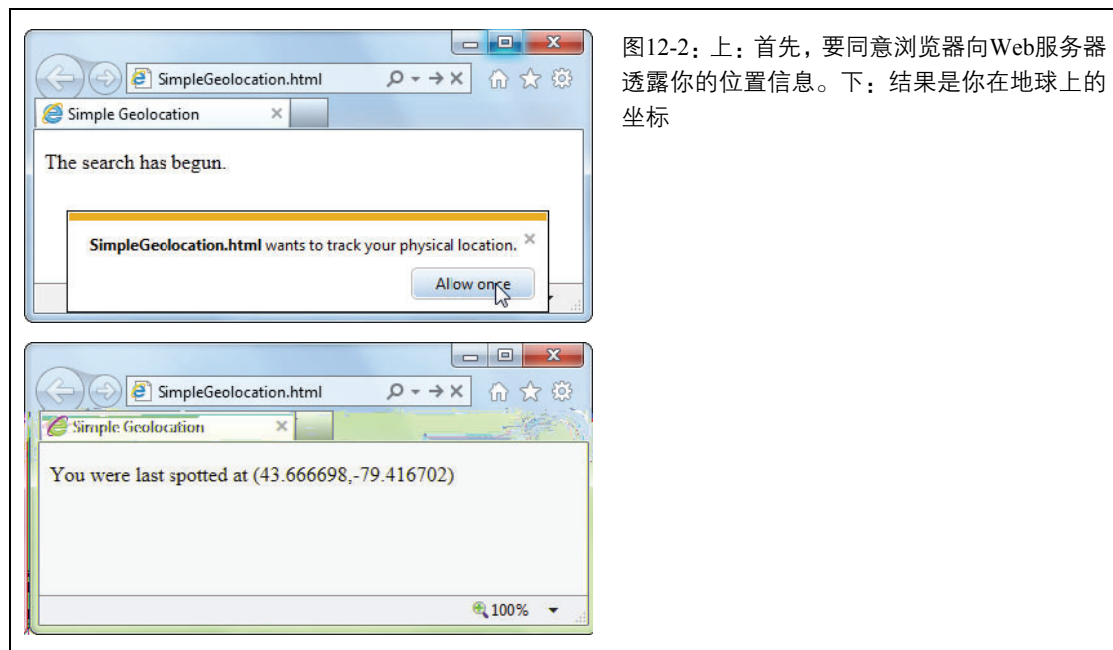 SimpleGeolocation.html
Simple Geolocation
The search has begun.
SimpleGeolocation.html wants to track your physical location.
Allow once
SimpleGeolocation.html
Simple Geolocation
You were last spotted at (43.666698,-79.416702)
100%
图12-2：上：首先，要同意浏览器向Web服务器
透露你的位置信息。下：结果是你在地球上的
坐标